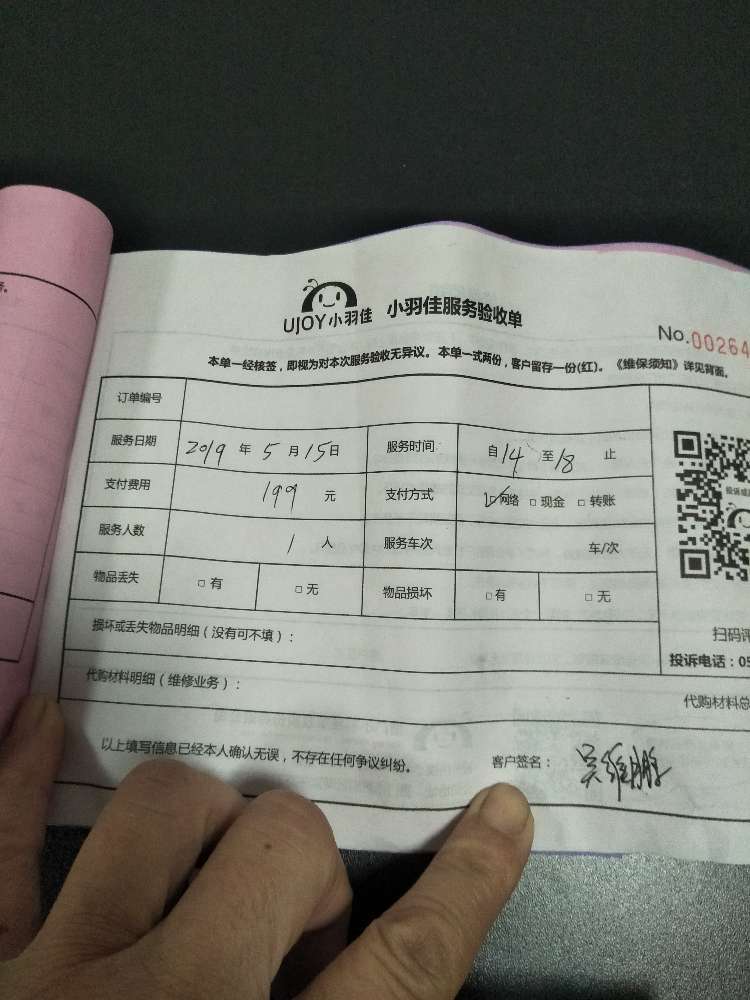 UJOY小羽佳 小羽佳服务验收单
No.00264
本单一经核签，即视为对本次服务验收无异议。本单一式两份，客户留存一份(红)。《维保须知》详见背面。
订单编号
服务日期 2019 年 5 月 15 日 服务时间 自 14 至 18 止
支付费用 199 元 支付方式 ☑网络 □现金 □转账
服务人数 1 人 服务车次 车/次
物品丢失 □有 □无 物品损坏 □有 □无
损坏或丢失物品明细（没有可不填）：
扫码评
投诉电话：05
代购材料明细（维修业务）：
代购材料总
以上填写信息已经本人确认无误，不存在任何争议纠纷。 客户签名： 吴维鹏